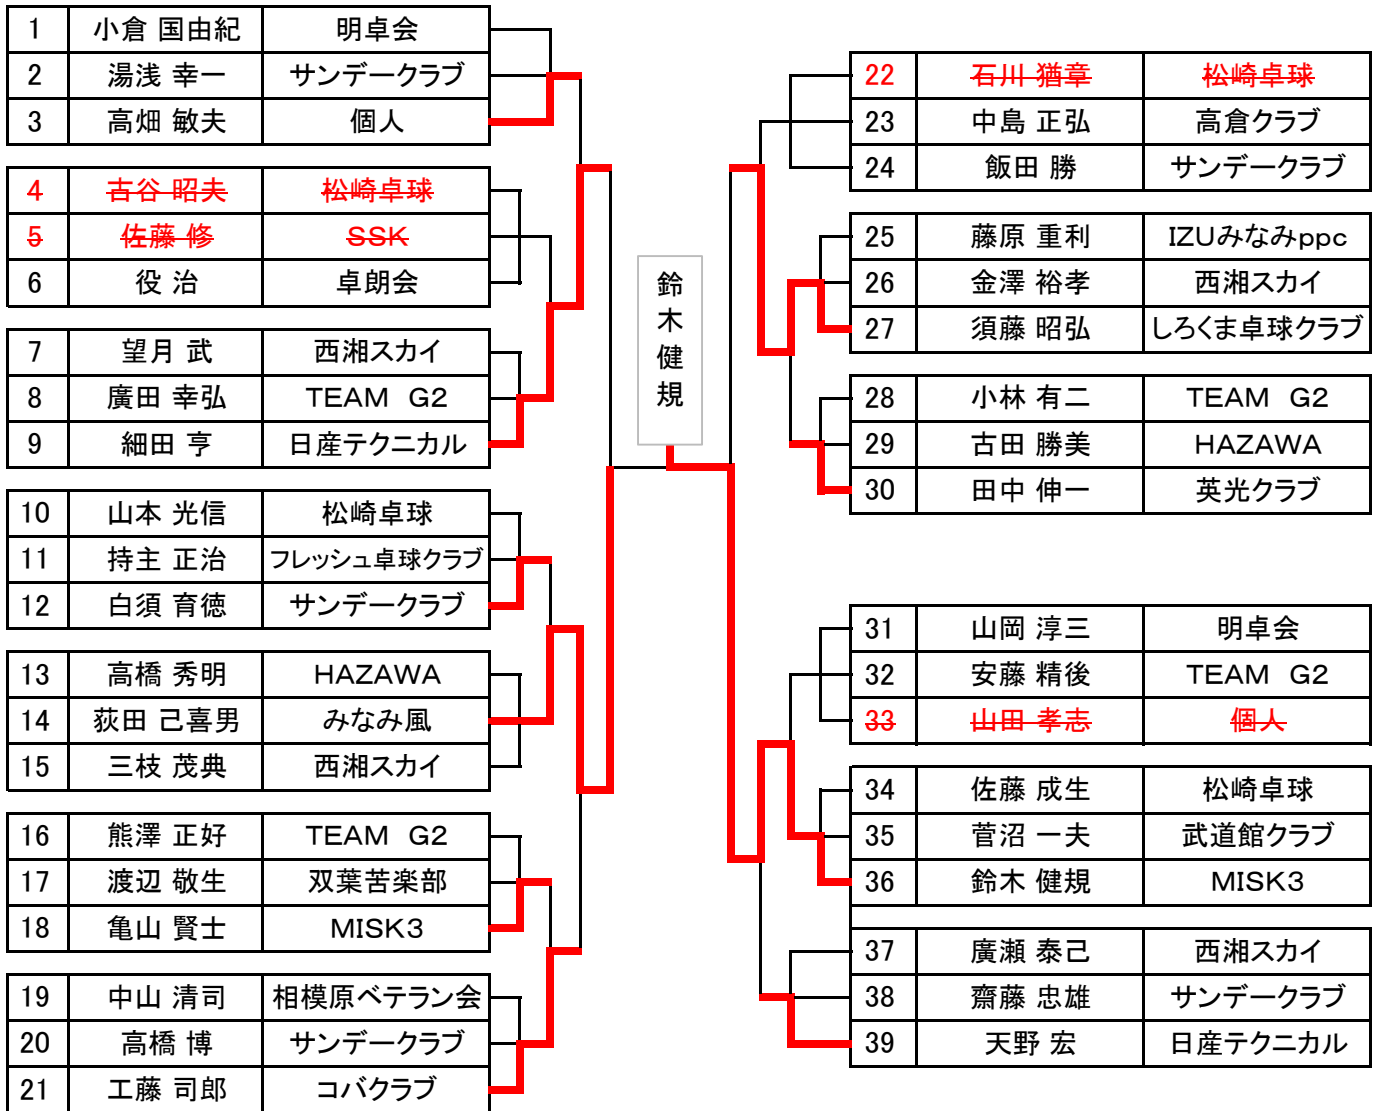 1 小倉 国由紀 明卓会
2 湯浅 幸一 サンデークラブ
3 高畑 敏夫 個人
4 古谷 昭夫 松崎卓球
5 佐藤 修 SSK
6 役 治 卓朗会
7 望月 武 西湘スカイ
8 廣田 幸弘 TEAM G2
9 細田 亨 日産テクニカル
10 山本 光信 松崎卓球
11 持主 正治 フレッシュ卓球クラブ
12 白須 育徳 サンデークラブ
13 高橋 秀明 HAZAWA
14 荻田 己喜男 みなみ風
15 三枝 茂典 西湘スカイ
16 熊澤 正好 TEAM G2
17 渡辺 敬生 双葉苦楽部
18 亀山 賢士 MISK3
19 中山 清司 相模原ベテラン会
20 高橋 博 サンデークラブ
21 工藤 司郎 コバクラブ
鈴木健規
22 石川 猶章 松崎卓球
23 中島 正弘 高倉クラブ
24 飯田 勝 サンデークラブ
25 藤原 重利 IZUみなみppc
26 金澤 裕孝 西湘スカイ
27 須藤 昭弘 しろくま卓球クラブ
28 小林 有二 TEAM G2
29 古田 勝美 HAZAWA
30 田中 伸一 英光クラブ
31 山岡 淳三 明卓会
32 安藤 精後 TEAM G2
33 山田 孝志 個人
34 佐藤 成生 松崎卓球
35 菅沼 一夫 武道館クラブ
36 鈴木 健規 MISK3
37 廣瀬 泰己 西湘スカイ
38 齋藤 忠雄 サンデークラブ
39 天野 宏 日産テクニカル